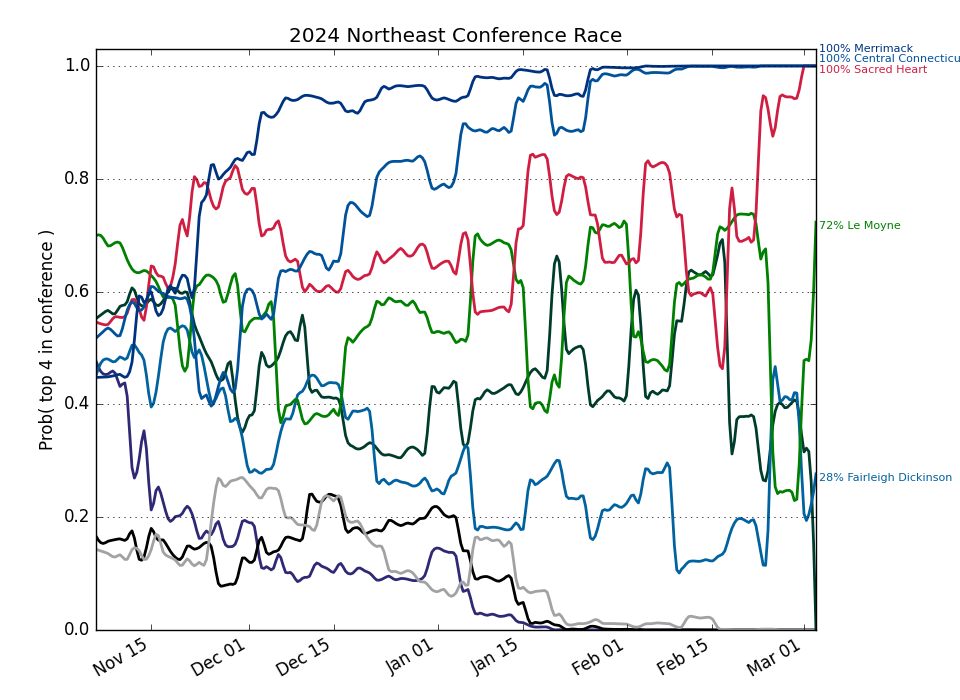 2024 Northeast Conference Race
100% Merrimack
100% Central Connecticu
100% Sacred Heart
72% Le Moyne
28% Fairleigh Dickinson
Prob( top 4 in conference )
1.0
0.8
0.6
0.4
0.2
0.0
Nov 15
Dec 01
Dec 15
Jan 01
Jan 15
Feb 01
Feb 15
Mar 01